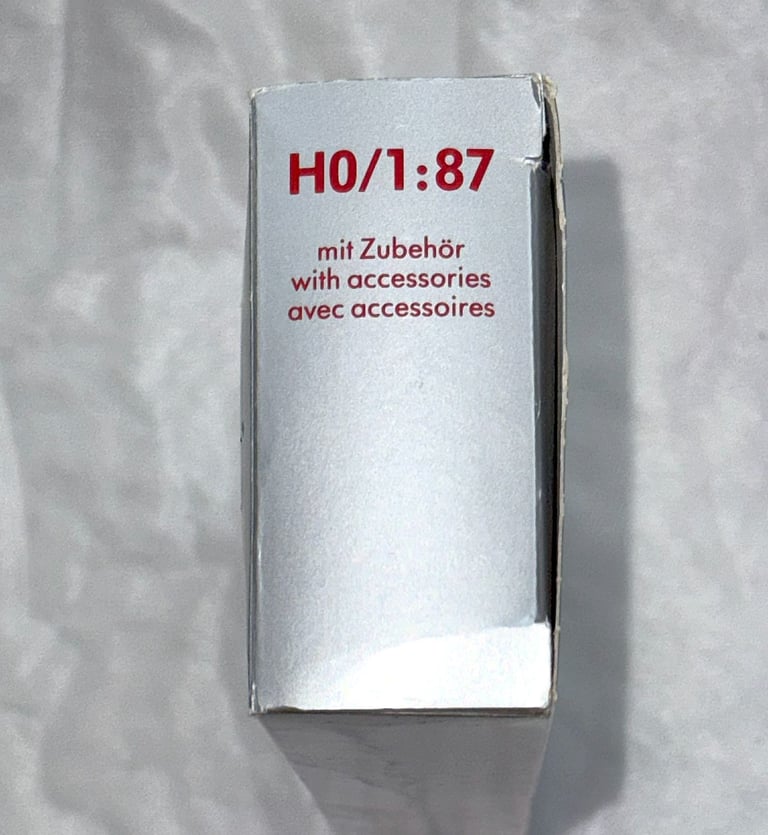 H0/1:87
mit Zubehör
with accessories
avec accessoires